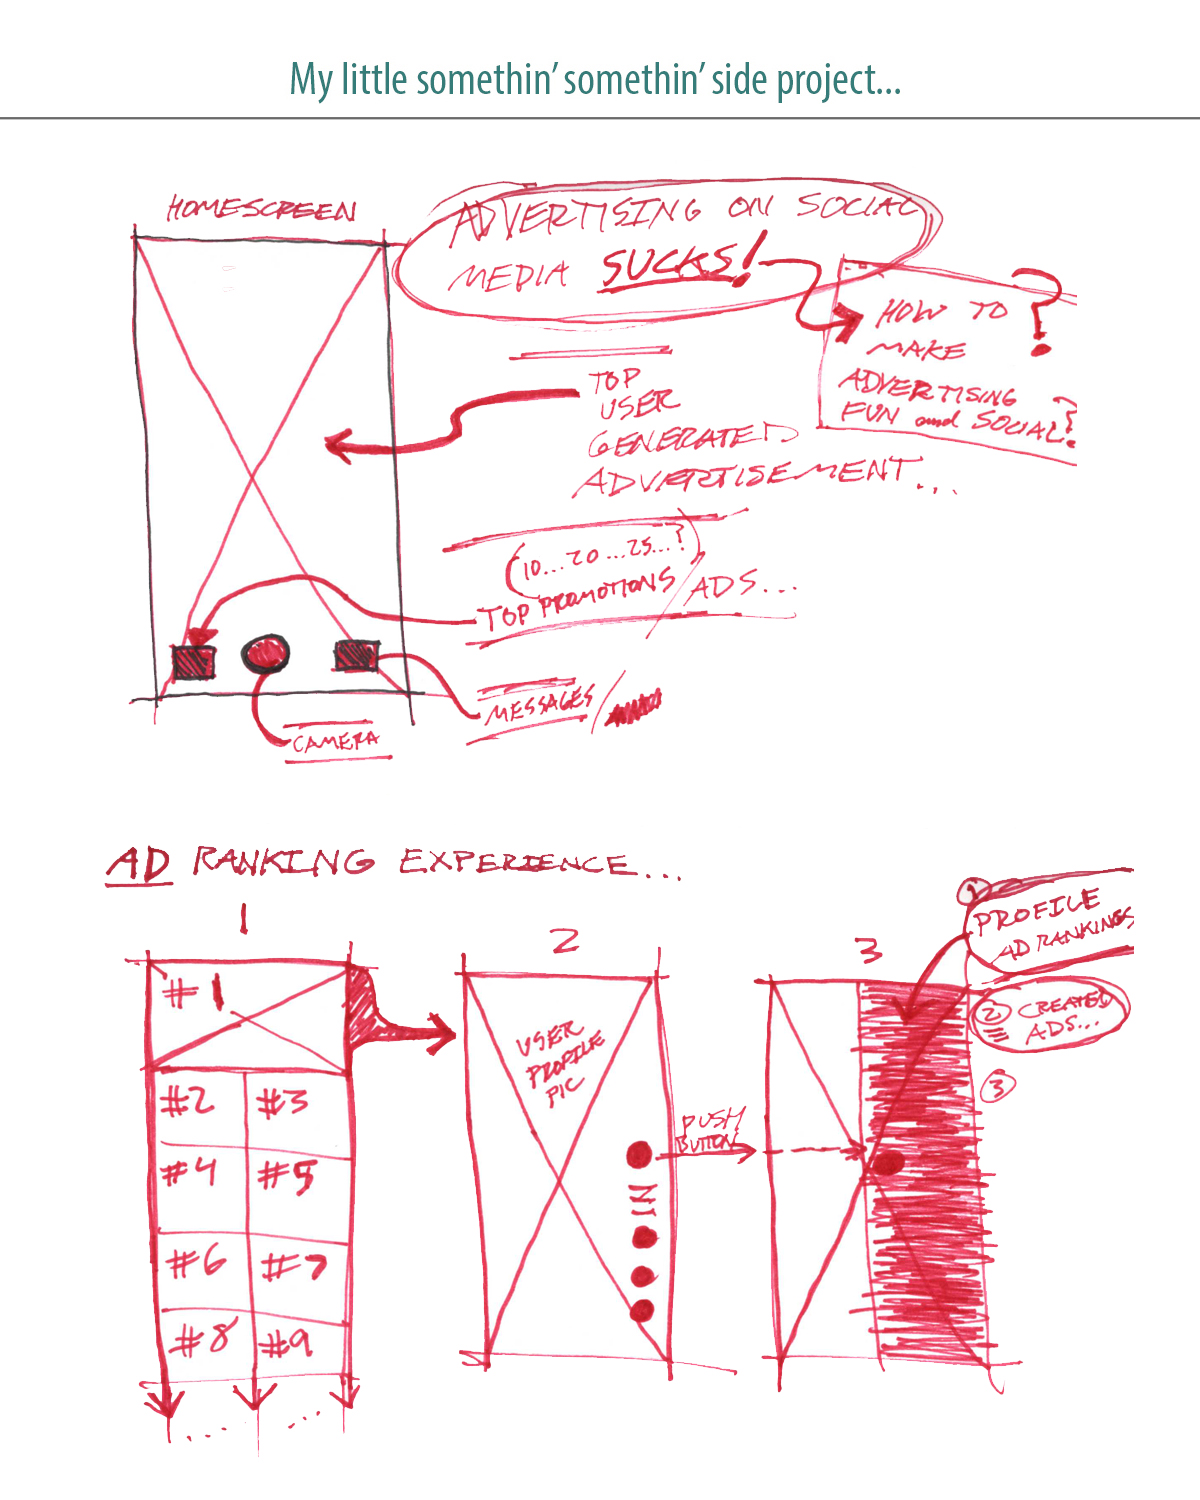 My little somethin' somethin' side project...
HOMESCREEN
ADVERTISING ON SOCIAL
MEDIA SUCKS!
HOW TO
MAKE
ADVERTISING
FUN and SOCIAL?
?
TOP
USER
GENERATED
ADVERTISEMENT...
(10...20...25...?)
TOP PROMOTIONS / ADS...
MESSAGES /
CAMERA
AD RANKING EXPERIENCE...
1
#1
#2 #3
#4 #5
#6 #7
#8 #9
2
USER
PROFILE
PIC
PUSH
BUTTON
3
1
PROFILE
AD RANKINGS
2 CREATED
ADS...
3